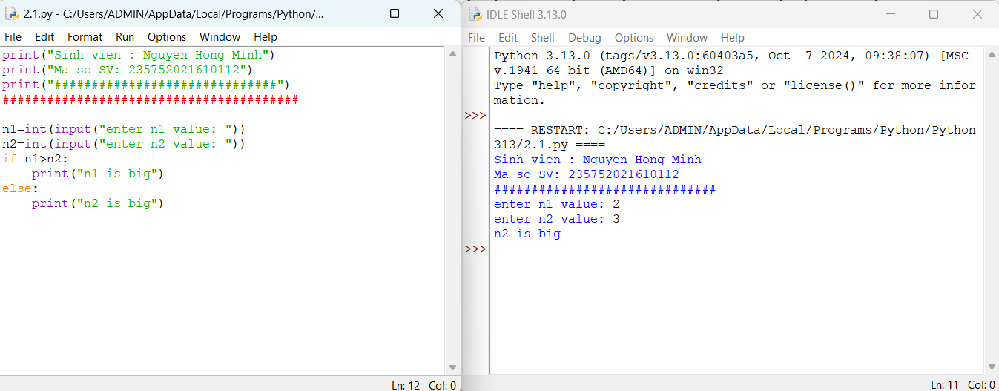 2.1.py - C:/Users/ADMIN/AppData/Local/Programs/Python/...
File Edit Format Run Options Window Help
print("Sinh vien : Nguyen Hong Minh")
print("Ma so SV: 235752021610112")
print("##############################")
########################################
n1=int(input("enter n1 value: "))
n2=int(input("enter n2 value: "))
if n1>n2:
    print("n1 is big")
else:
    print("n2 is big")
Ln: 12 Col: 0
IDLE Shell 3.13.0
File Edit Shell Debug Options Window Help
Python 3.13.0 (tags/v3.13.0:60403a5, Oct  7 2024, 09:38:07) [MSC
v.1941 64 bit (AMD64)] on win32
Type "help", "copyright", "credits" or "license()" for more infor
mation.
>>>
==== RESTART: C:/Users/ADMIN/AppData/Local/Programs/Python/Python
313/2.1.py ====
Sinh vien : Nguyen Hong Minh
Ma so SV: 235752021610112
##############################
enter n1 value: 2
enter n2 value: 3
n2 is big
>>>
Ln: 11 Col: 0